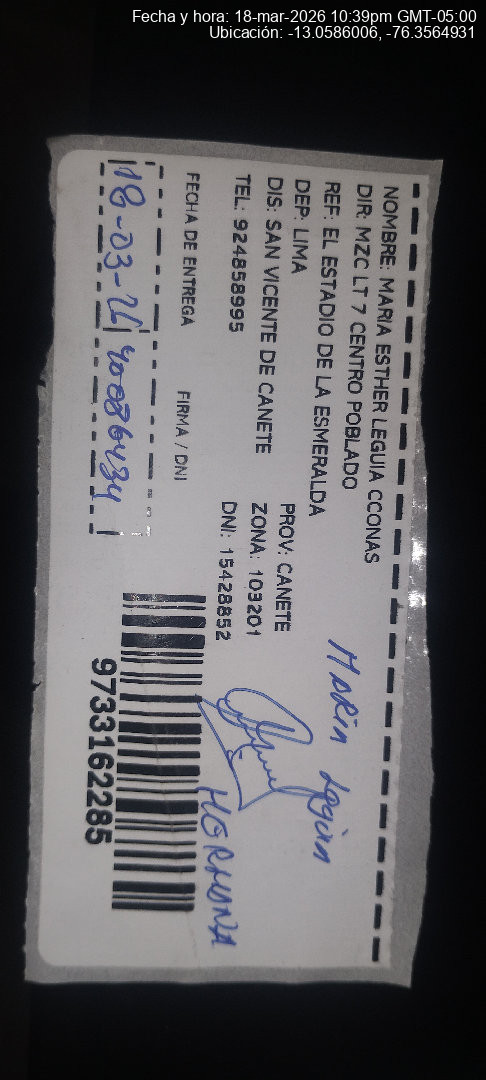 Fecha y hora: 18-mar-2026 10:39pm GMT-05:00
Ubicación: -13.0586006, -76.3564931
NOMBRE: MARIA ESTHER LEGUIA CCONAS
DIR: MZC LT 7 CENTRO POBLADO
REF: EL ESTADIO DE LA ESMERALDA
DEP: LIMA PROV: CANETE
DIS: SAN VICENTE DE CANETE ZONA: 103201
TEL: 924858995 DNI: 15428852
Maria Leguia
FECHA DE ENTREGA FIRMA / DNI
HERMANA
18-03-26 40086434
9733162285